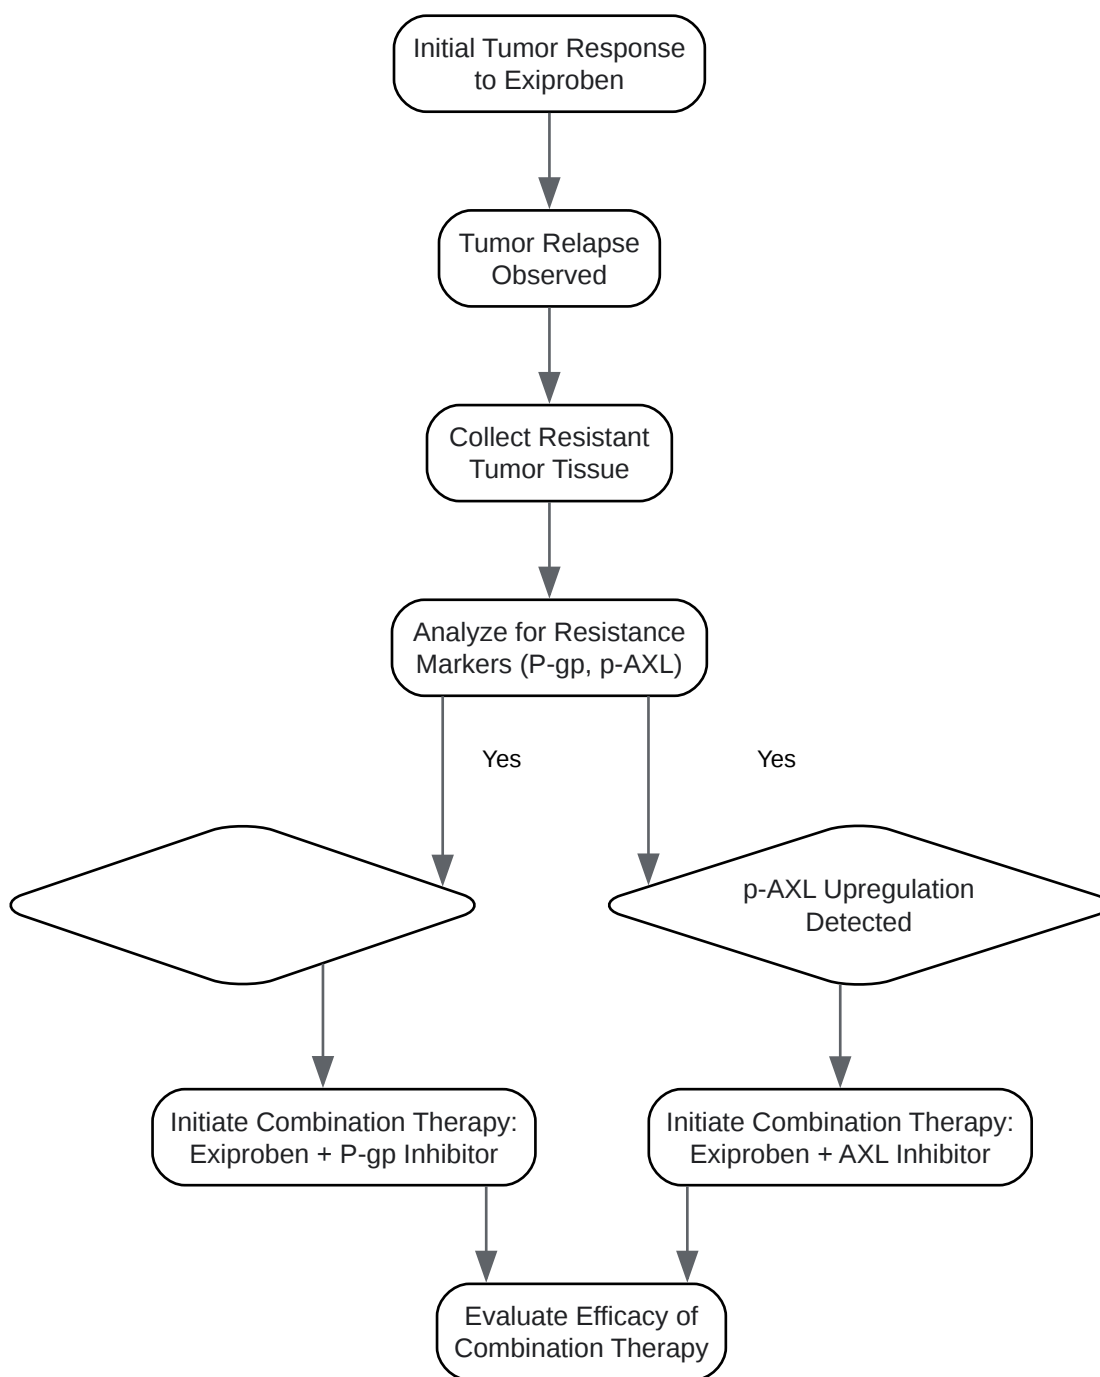 Initial Tumor Response
to Exiproben
Tumor Relapse
Observed
Collect Resistant
Tumor Tissue
Analyze for Resistance
Markers (P-gp, p-AXL)
Yes
Yes
p-AXL Upregulation
Detected
Initiate Combination Therapy:
Exiproben + P-gp Inhibitor
Initiate Combination Therapy:
Exiproben + AXL Inhibitor
Evaluate Efficacy of
Combination Therapy